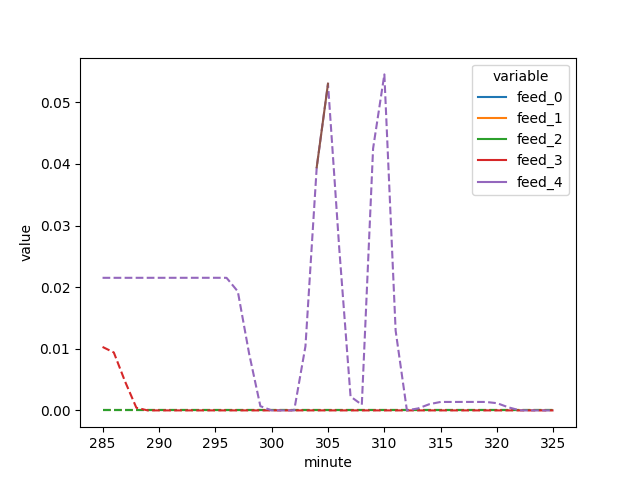 variable
feed_0
feed_1
feed_2
feed_3
feed_4
value
0.05
0.04
0.03
0.02
0.01
0.00
285 290 295 300 305 310 315 320 325
minute